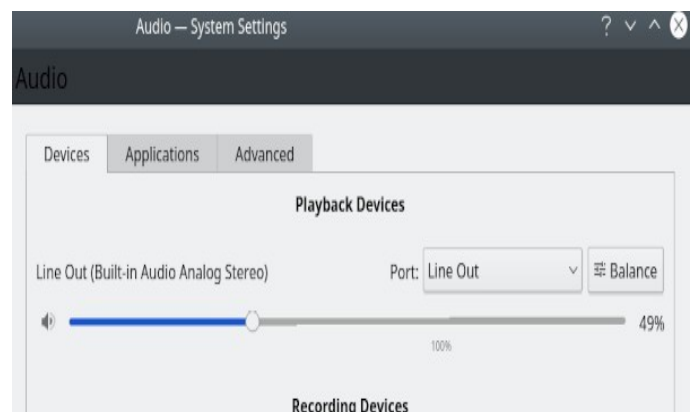 Audio — System Settings
Audio
Devices Applications Advanced
Playback Devices
Line Out (Built-in Audio Analog Stereo) Port: Line Out Balance
49%
100%
Recording Devices